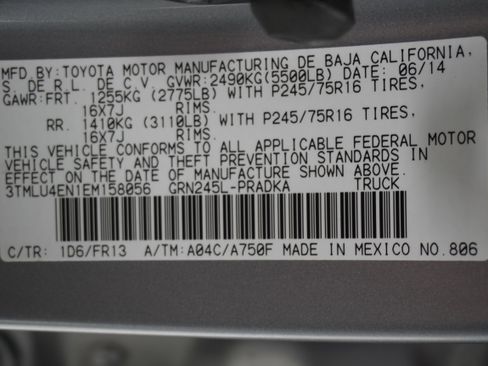 MFD.BY:TOYOTA MOTOR MANUFACTURING DE BAJA CALIFORNIA,
S. DE R.L. DE C.V. GVWR:2490KG(5500LB) DATE: 06/14
GAWR:FRT. 1255KG (2775LB) WITH P245/75R16 TIRES,
16X7J RIMS.
RR. 1410KG (3110LB) WITH P245/75R16 TIRES,
16X7J RIMS.
THIS VEHICLE CONFORMS TO ALL APPLICABLE FEDERAL MOTOR
VEHICLE SAFETY AND THEFT PREVENTION STANDARDS IN
EFFECT ON THE DATE OF MANUFACTURE SHOWN ABOVE.
3TMLU4EN1EM158056 GRN245L-PRADKA TRUCK
C/TR: 1D6/FR13 A/TM:A04C/A750F MADE IN MEXICO NO.806